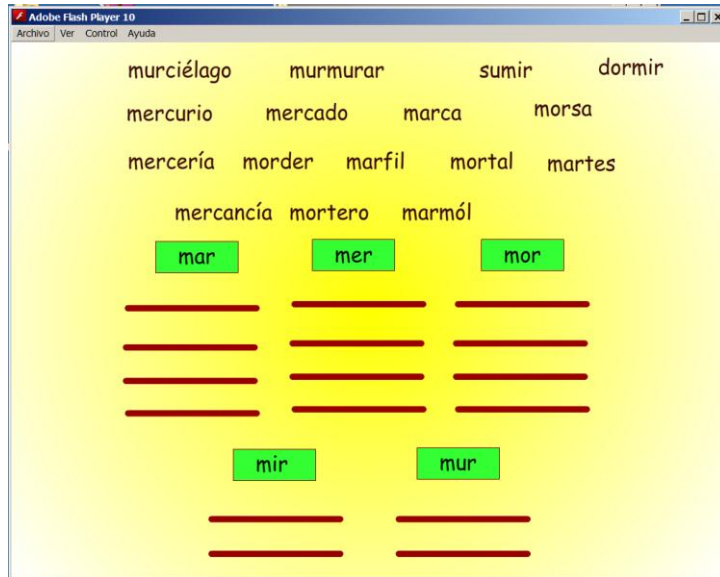 Adobe Flash Player 10
Archivo Ver Control Ayuda
murciélago murmurar sumir dormir
mercurio mercado marca morsa
mercería morder marfil mortal martes
mercancía mortero marmól
mar mer mor
mir mur